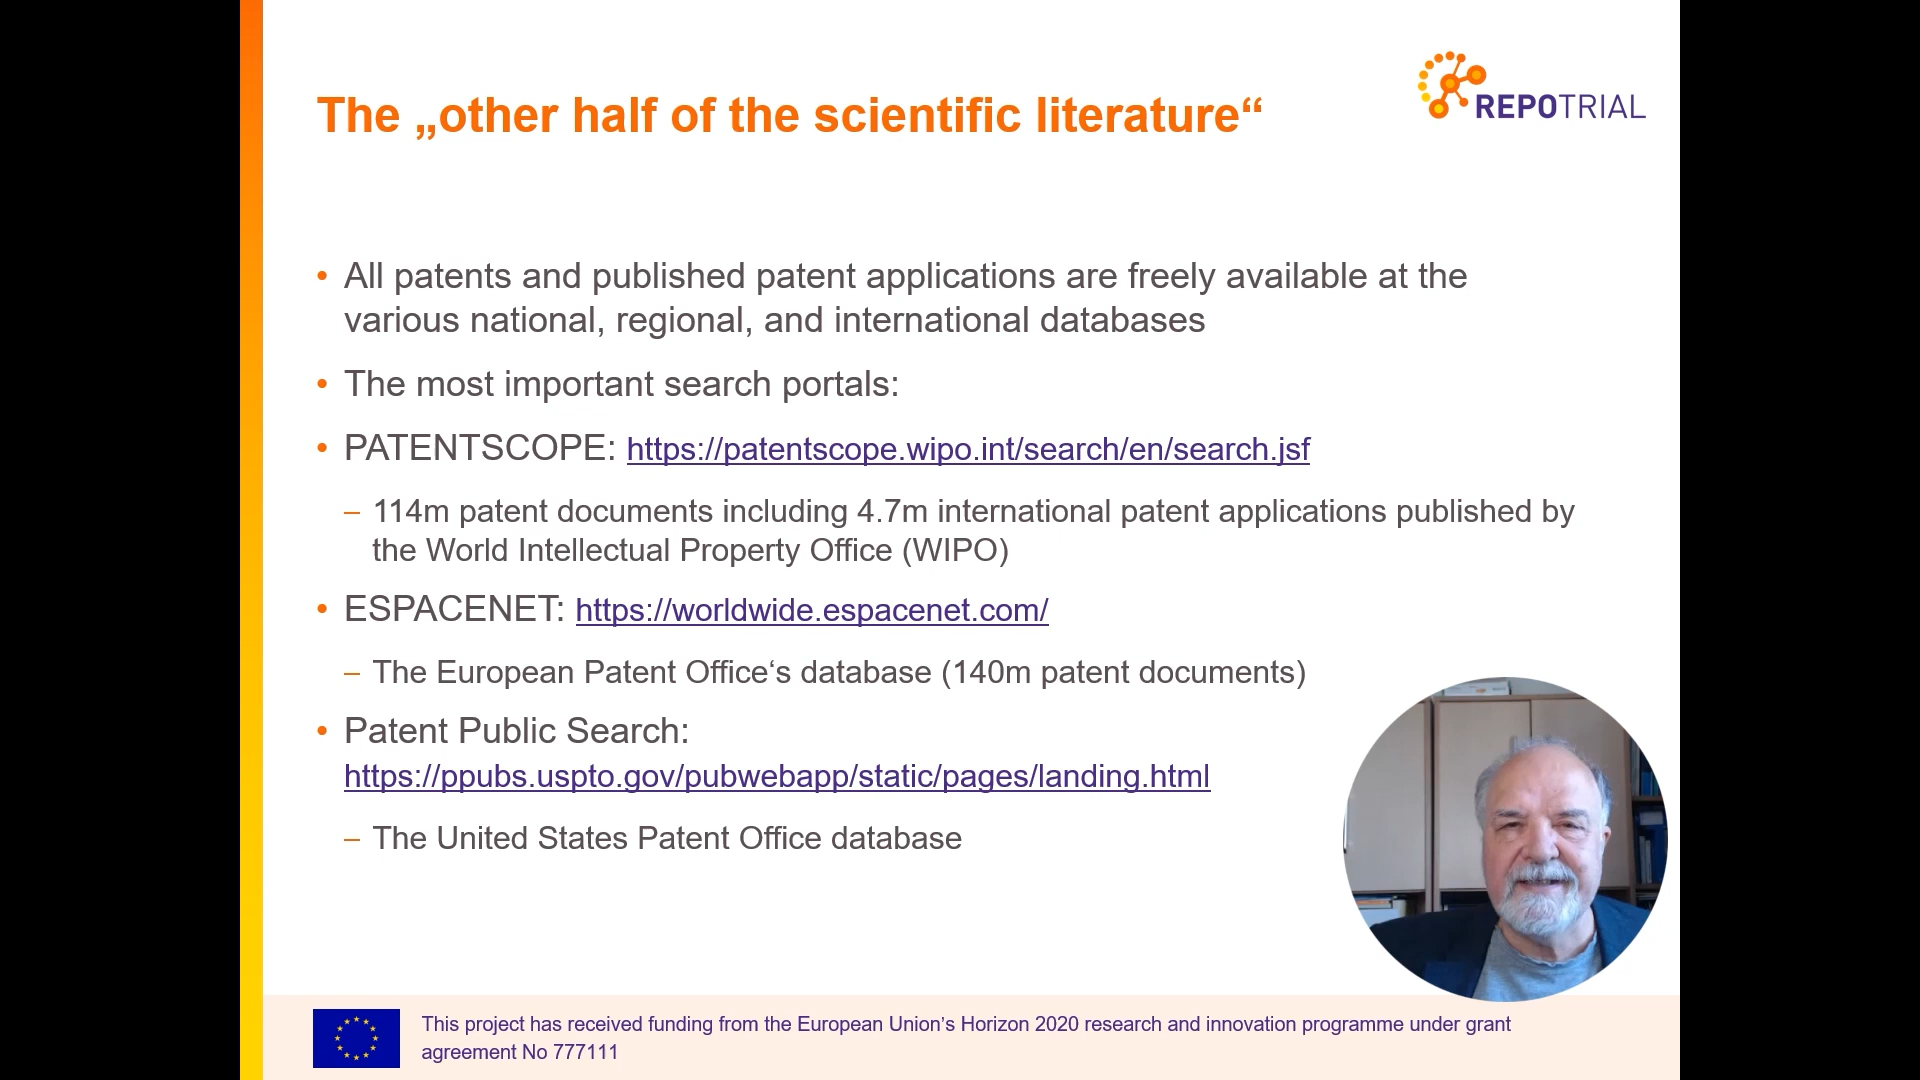 The „other half of the scientific literature“
REPOTRIAL
• All patents and published patent applications are freely available at the
various national, regional, and international databases
• The most important search portals:
• PATENTSCOPE: https://patentscope.wipo.int/search/en/search.jsf
– 114m patent documents including 4.7m international patent applications published by
the World Intellectual Property Office (WIPO)
• ESPACENET: https://worldwide.espacenet.com/
– The European Patent Office‘s database (140m patent documents)
• Patent Public Search:
https://ppubs.uspto.gov/pubwebapp/static/pages/landing.html
– The United States Patent Office database
This project has received funding from the European Union’s Horizon 2020 research and innovation programme under grant
agreement No 777111